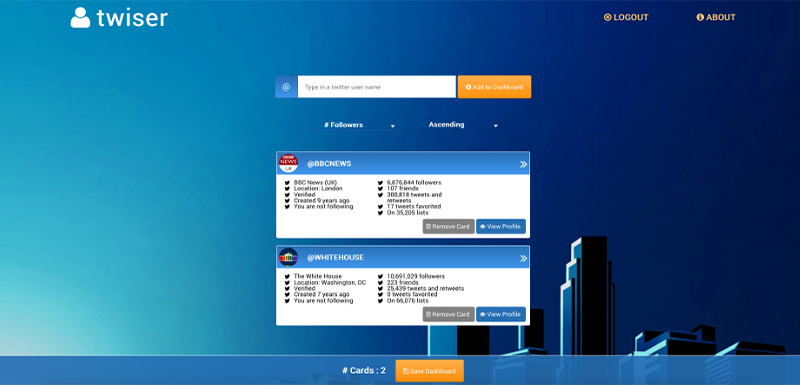 twiser
LOGOUT
ABOUT
@
Type in a twitter user name
Add to Dashboard
# Followers
Ascending
BBC NEWS UK
@BBCNEWS
BBC News (UK)
Location: London
Verified
Created 9 years ago
You are not following
6,876,844 followers
107 friends
300,818 tweets and
retweets
17 tweets favorited
On 35,205 lists
Remove Card
View Profile
@WHITEHOUSE
The White House
Location: Washington, DC
Verified
Created 7 years ago
You are not following
10,691,029 followers
223 friends
25,439 tweets and retweets
0 tweets favorited
On 66,076 lists
Remove Card
View Profile
# Cards : 2
Save Dashboard